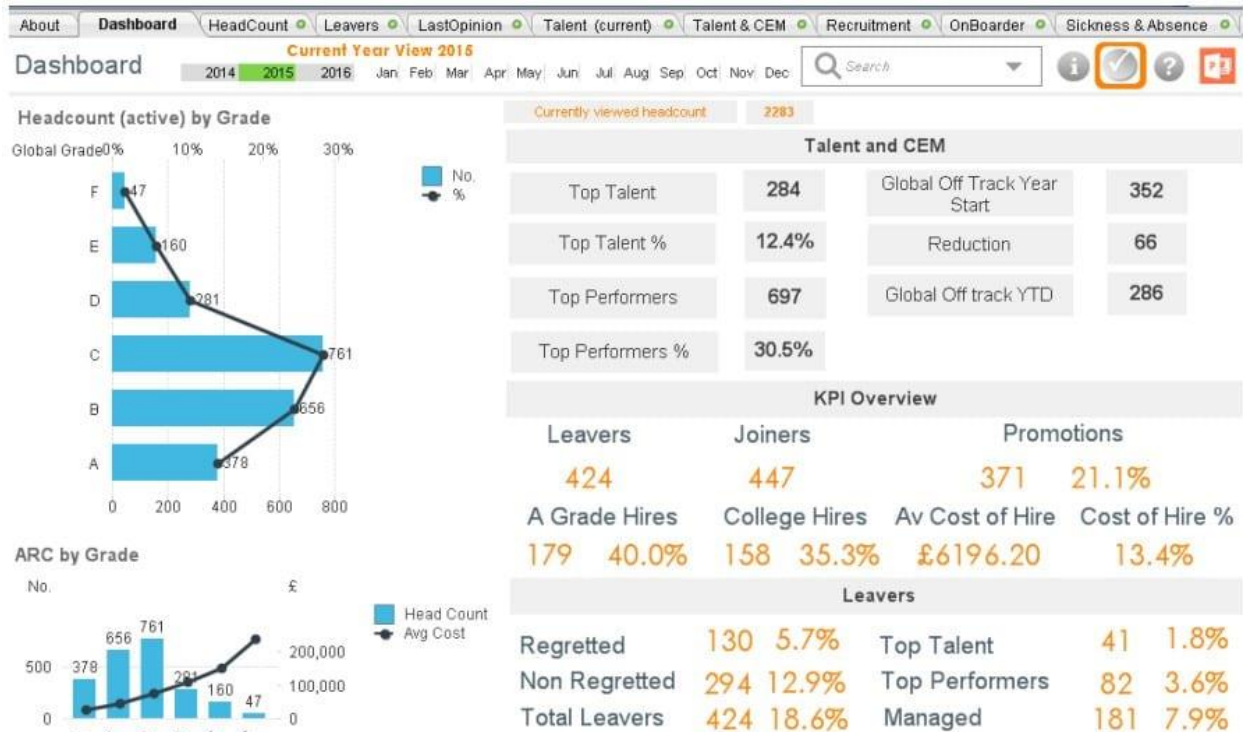 About Dashboard HeadCount Leavers LastOpinion Talent (current) Talent & CEM Recruitment OnBoarder Sickness & Absence
Current Year View 2015
Dashboard 2014 2015 2016 Jan Feb Mar Apr May Jun Jul Aug Sep Oct Nov Dec Search
Headcount (active) by Grade
Global Grade 0% 10% 20% 30%
No.
%
F 47
E 160
D 281
C 761
B 656
A 378
0 200 400 600 800
ARC by Grade
No. £
Head Count
Avg Cost
500 0
378 656 761 281 160 47
200,000
100,000
0
Currently viewed headcount 2283
Talent and CEM
Top Talent 284 Global Off Track Year Start 352
Top Talent % 12.4% Reduction 66
Top Performers 697 Global Off track YTD 286
Top Performers % 30.5%
KPI Overview
Leavers Joiners Promotions
424 447 371 21.1%
A Grade Hires College Hires Av Cost of Hire Cost of Hire %
179 40.0% 158 35.3% £6196.20 13.4%
Leavers
Regretted 130 5.7% Top Talent 41 1.8%
Non Regretted 294 12.9% Top Performers 82 3.6%
Total Leavers 424 18.6% Managed 181 7.9%